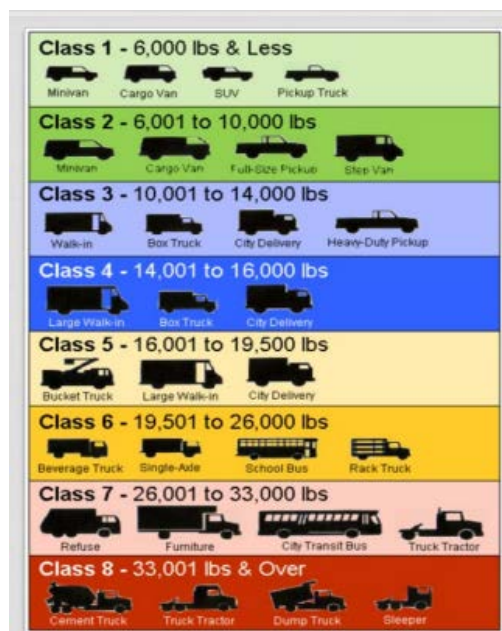 Class 1 - 6,000 lbs & Less
Minivan Cargo Van SUV Pickup Truck
Class 2 - 6,001 to 10,000 lbs
Minivan Cargo Van Full-Size Pickup Step Van
Class 3 - 10,001 to 14,000 lbs
Walk-in Box Truck City Delivery Heavy-Duty Pickup
Class 4 - 14,001 to 16,000 lbs
Large Walk-in Box Truck City Delivery
Class 5 - 16,001 to 19,500 lbs
Bucket Truck Large Walk-in City Delivery
Class 6 - 19,501 to 26,000 lbs
Beverage Truck Single-Axle School Bus Rack Truck
Class 7 - 26,001 to 33,000 lbs
Refuse Furniture City Transit Bus Truck Tractor
Class 8 - 33,001 lbs & Over
Cement Truck Truck Tractor Dump Truck Sleeper